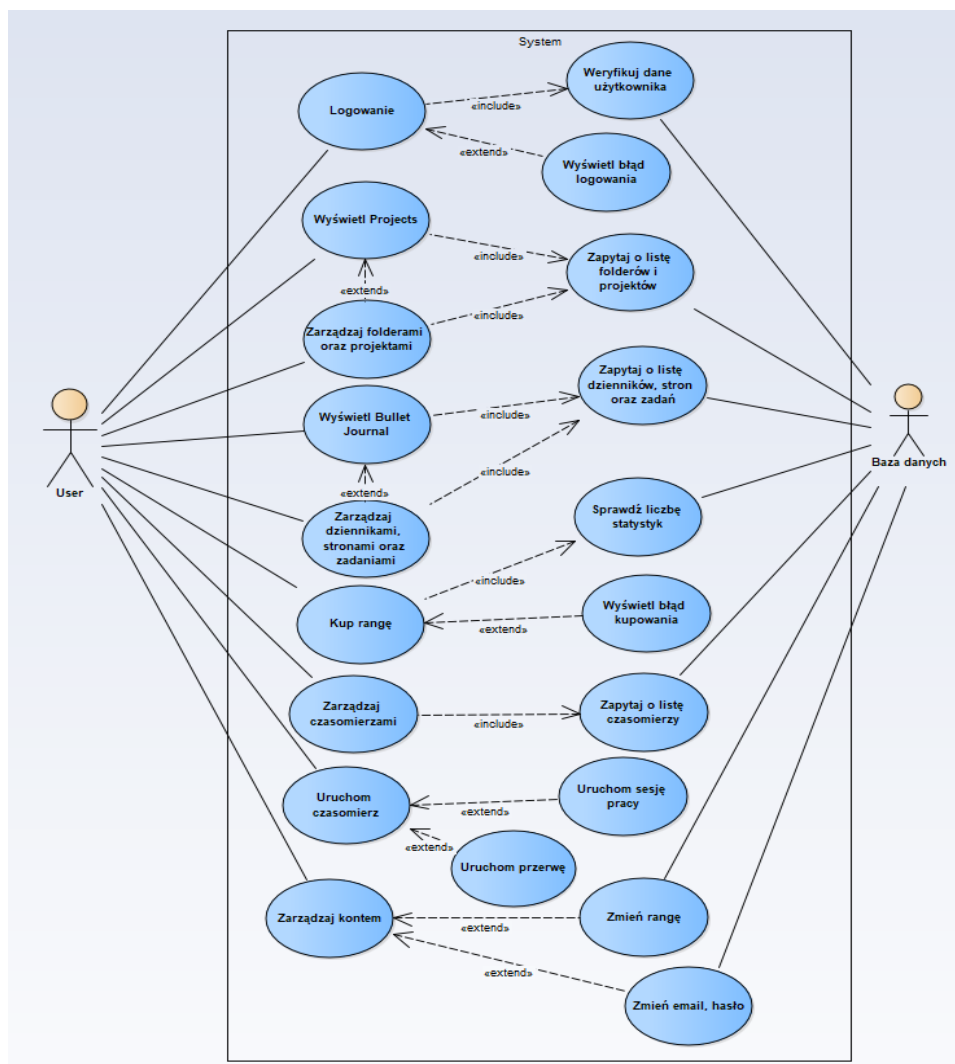 System
Logowanie
Weryfikuj dane
użytkownika
«include»
«extend»
Wyświetl błąd
logowania
Wyświetl Projects
«include»
Zapytaj o listę
folderów i
projektów
«extend»
Zarządzaj folderami
oraz projektami
«include»
Zapytaj o listę
dzienników, stron
oraz zadań
Wyświetl Bullet
Journal
«include»
User
Baza danych
«include»
«extend»
Zarządzaj
dziennikami,
stronami oraz
zadaniami
Sprawdź liczbę
statystyk
«include»
Kup rangę
Wyświetl błąd
kupowania
«extend»
Zarządzaj
czasomierzami
«include»
Zapytaj o listę
czasomierzy
Uruchom
czasomierz
Uruchom sesję
pracy
«extend»
«extend»
Uruchom przerwę
Zarządzaj kontem
«extend»
Zmień rangę
«extend»
Zmień email, hasło